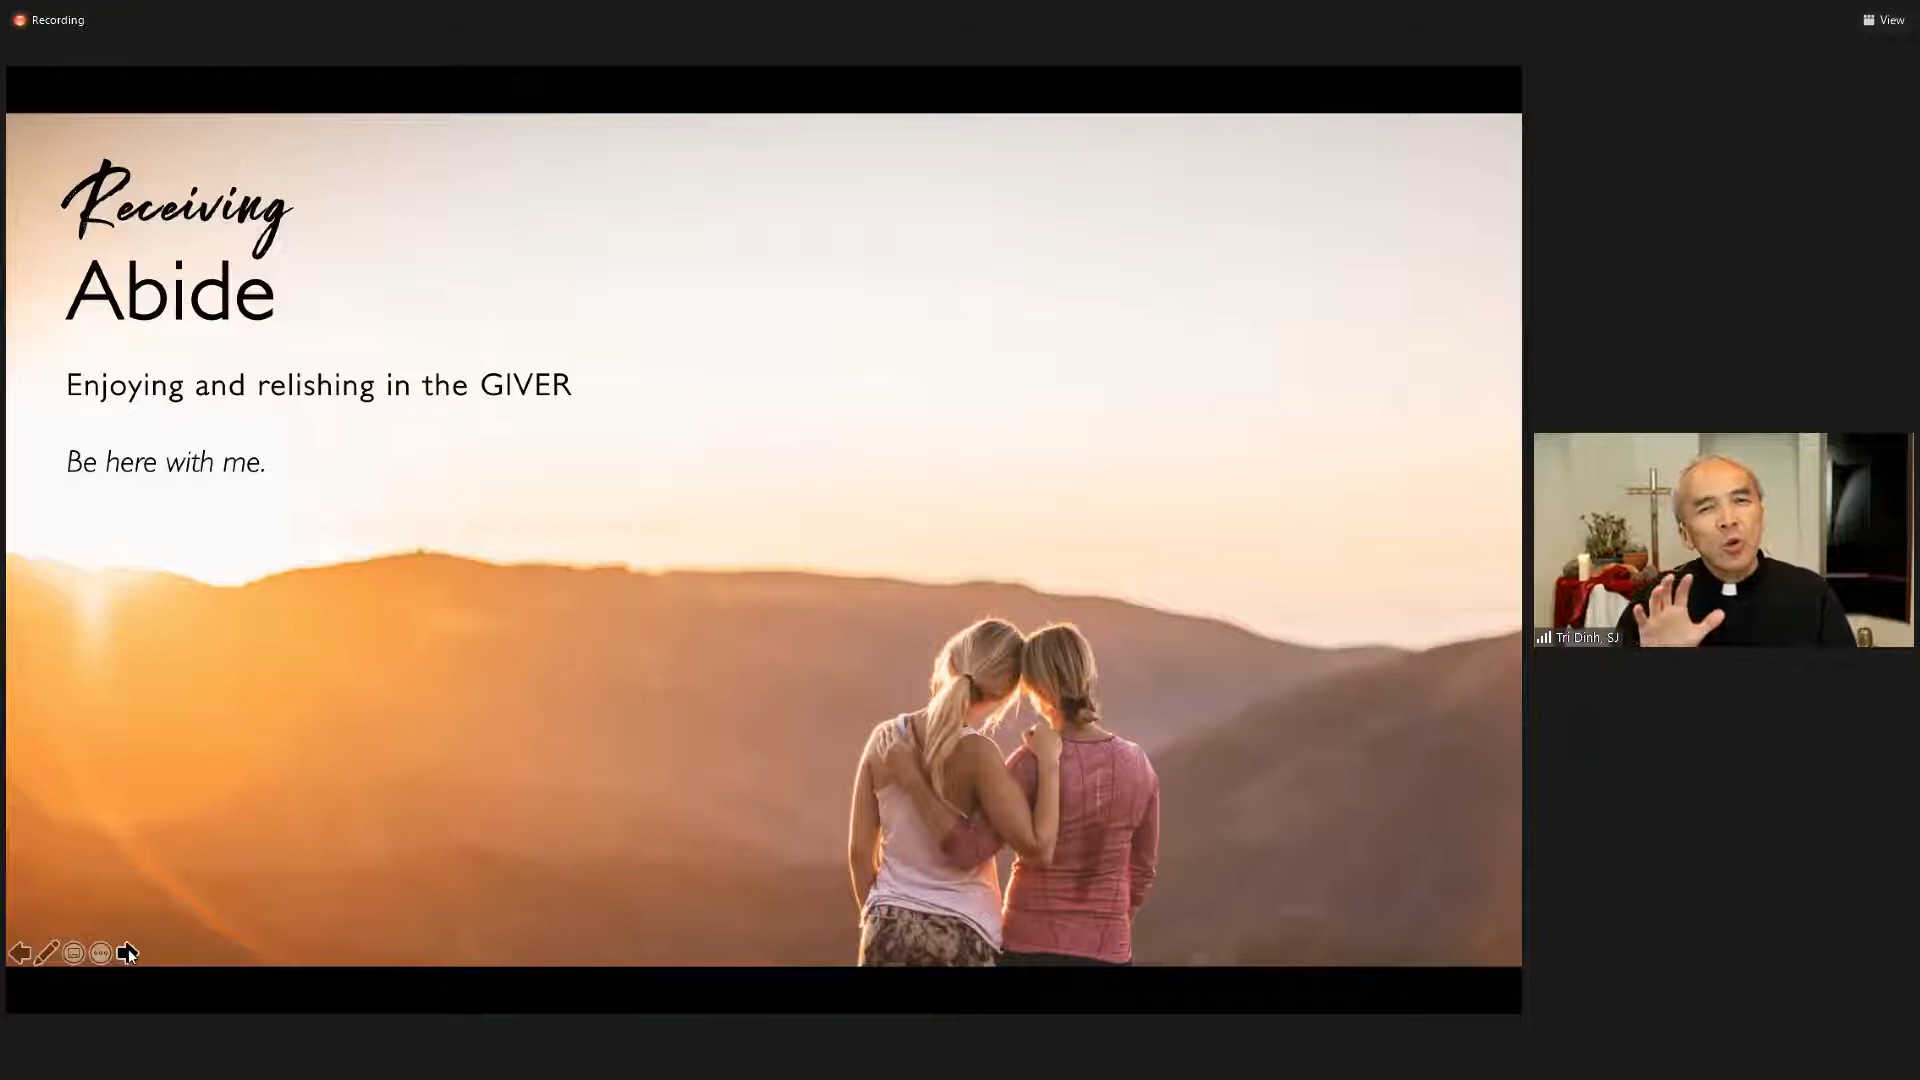 Recording
View
Receiving
Abide
Enjoying and relishing in the GIVER
Be here with me.
Tri Dinh, SJ